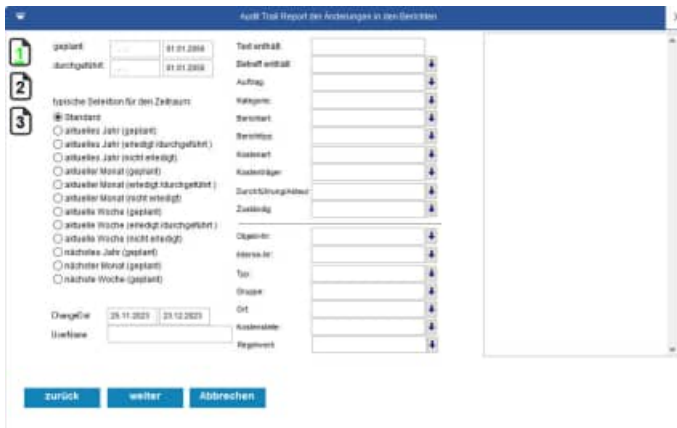 Audit Trail Report der Änderungen in den Berichten
1
2
3
geplant: . . 01.01.2056
durchgeführt: . . 01.01.2056
typische Selektion für den Zeitraum:
Standard
aktuelles Jahr (geplant)
aktuelles Jahr (erledigt /durchgeführt )
aktuelles Jahr (nicht erledigt)
aktueller Monat (geplant)
aktueller Monat (erledigt /durchgeführt )
aktueller Monat (nicht erledigt)
aktuelle Woche (geplant)
aktuelle Woche (erledigt /durchgeführt )
aktuelle Woche (nicht erledigt)
nächstes Jahr (geplant)
nächster Monat (geplant)
nächste Woche (geplant)
25.11.2023 23.12.2023
UserName
Text enthält:
Betreff enthält:
Auftrag:
Kategorie:
Berichtart:
Berichttyp:
Kostenart:
Kostenträger:
Durchführung/Akteur:
Zuständig:
Objekt-Nr:
Interne-Nr:
Typ:
Gruppe:
Ort:
Kostenstelle:
Regelwerk:
zurück weiter Abbrechen